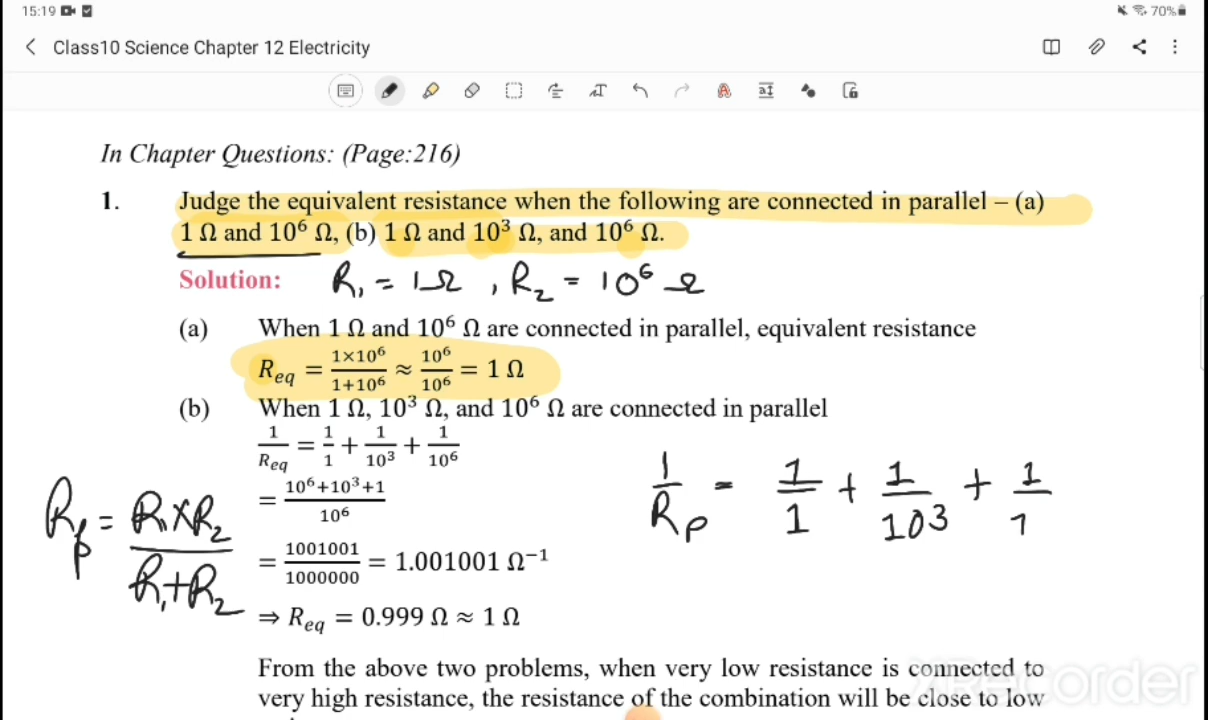 15:19 70%
Class10 Science Chapter 12 Electricity
In Chapter Questions: (Page:216)
1. Judge the equivalent resistance when the following are connected in parallel – (a)
1 Ω and 10⁶ Ω, (b) 1 Ω and 10³ Ω, and 10⁶ Ω.
Solution: R₁ = 1Ω , R₂ = 10⁶ Ω
(a) When 1 Ω and 10⁶ Ω are connected in parallel, equivalent resistance
R_eq = (1×10⁶)/(1+10⁶) ≈ 10⁶/10⁶ = 1 Ω
(b) When 1 Ω, 10³ Ω, and 10⁶ Ω are connected in parallel
1/R_eq = 1/1 + 1/10³ + 1/10⁶
= (10⁶+10³+1)/10⁶
= 1001001/1000000 = 1.001001 Ω⁻¹
⇒ R_eq = 0.999 Ω ≈ 1 Ω
R_p = (R₁×R₂)/(R₁+R₂)
1/R_p = 1/1 + 1/10³ + 1/1
From the above two problems, when very low resistance is connected to
very high resistance, the resistance of the combination will be close to low
XRecorder